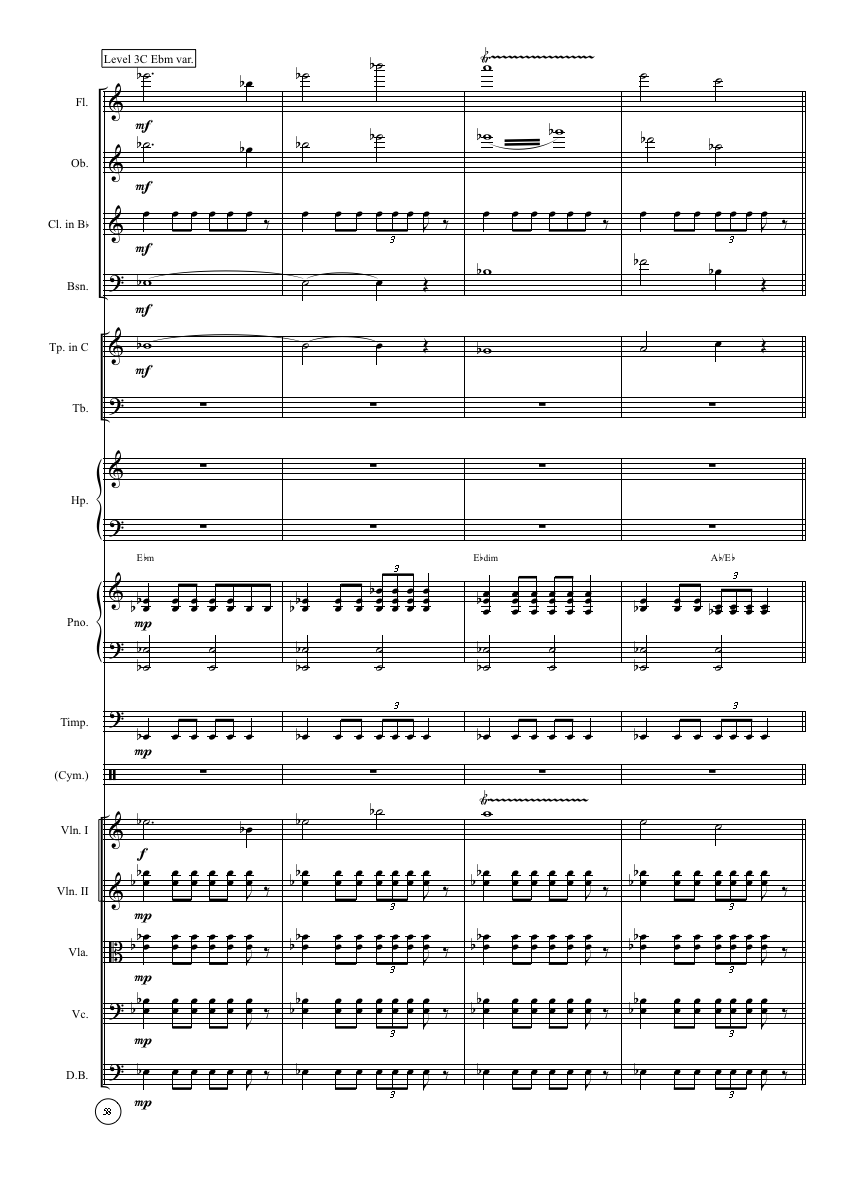 Level 3C Ebm var.
Fl.
mf
Ob.
mf
Cl. in B♭
mf
3
3
Bsn.
mf
Tp. in C
mf
Tb.
Hp.
E♭m
E♭dim
A♭/E♭
3
3
Pno.
mp
3
3
Timp.
mp
(Cym.)
Vln. I
f
Vln. II
mp
3
3
Vla.
mp
3
3
Vc.
mp
3
3
D.B.
mp
3
3
58